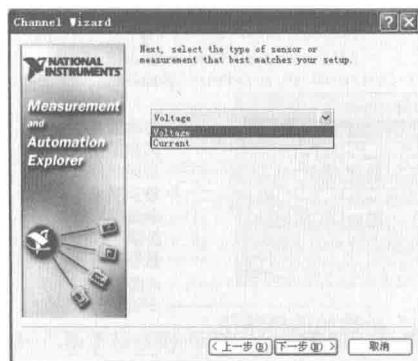 Channel Wizard
NATIONAL
INSTRUMENTS
Measurement
and
Automation
Explorer
Next, select the type of sensor or
measurement that best matches your setup.
Voltage
Voltage
Current
<上一步(B)
下一步(N)>
取消